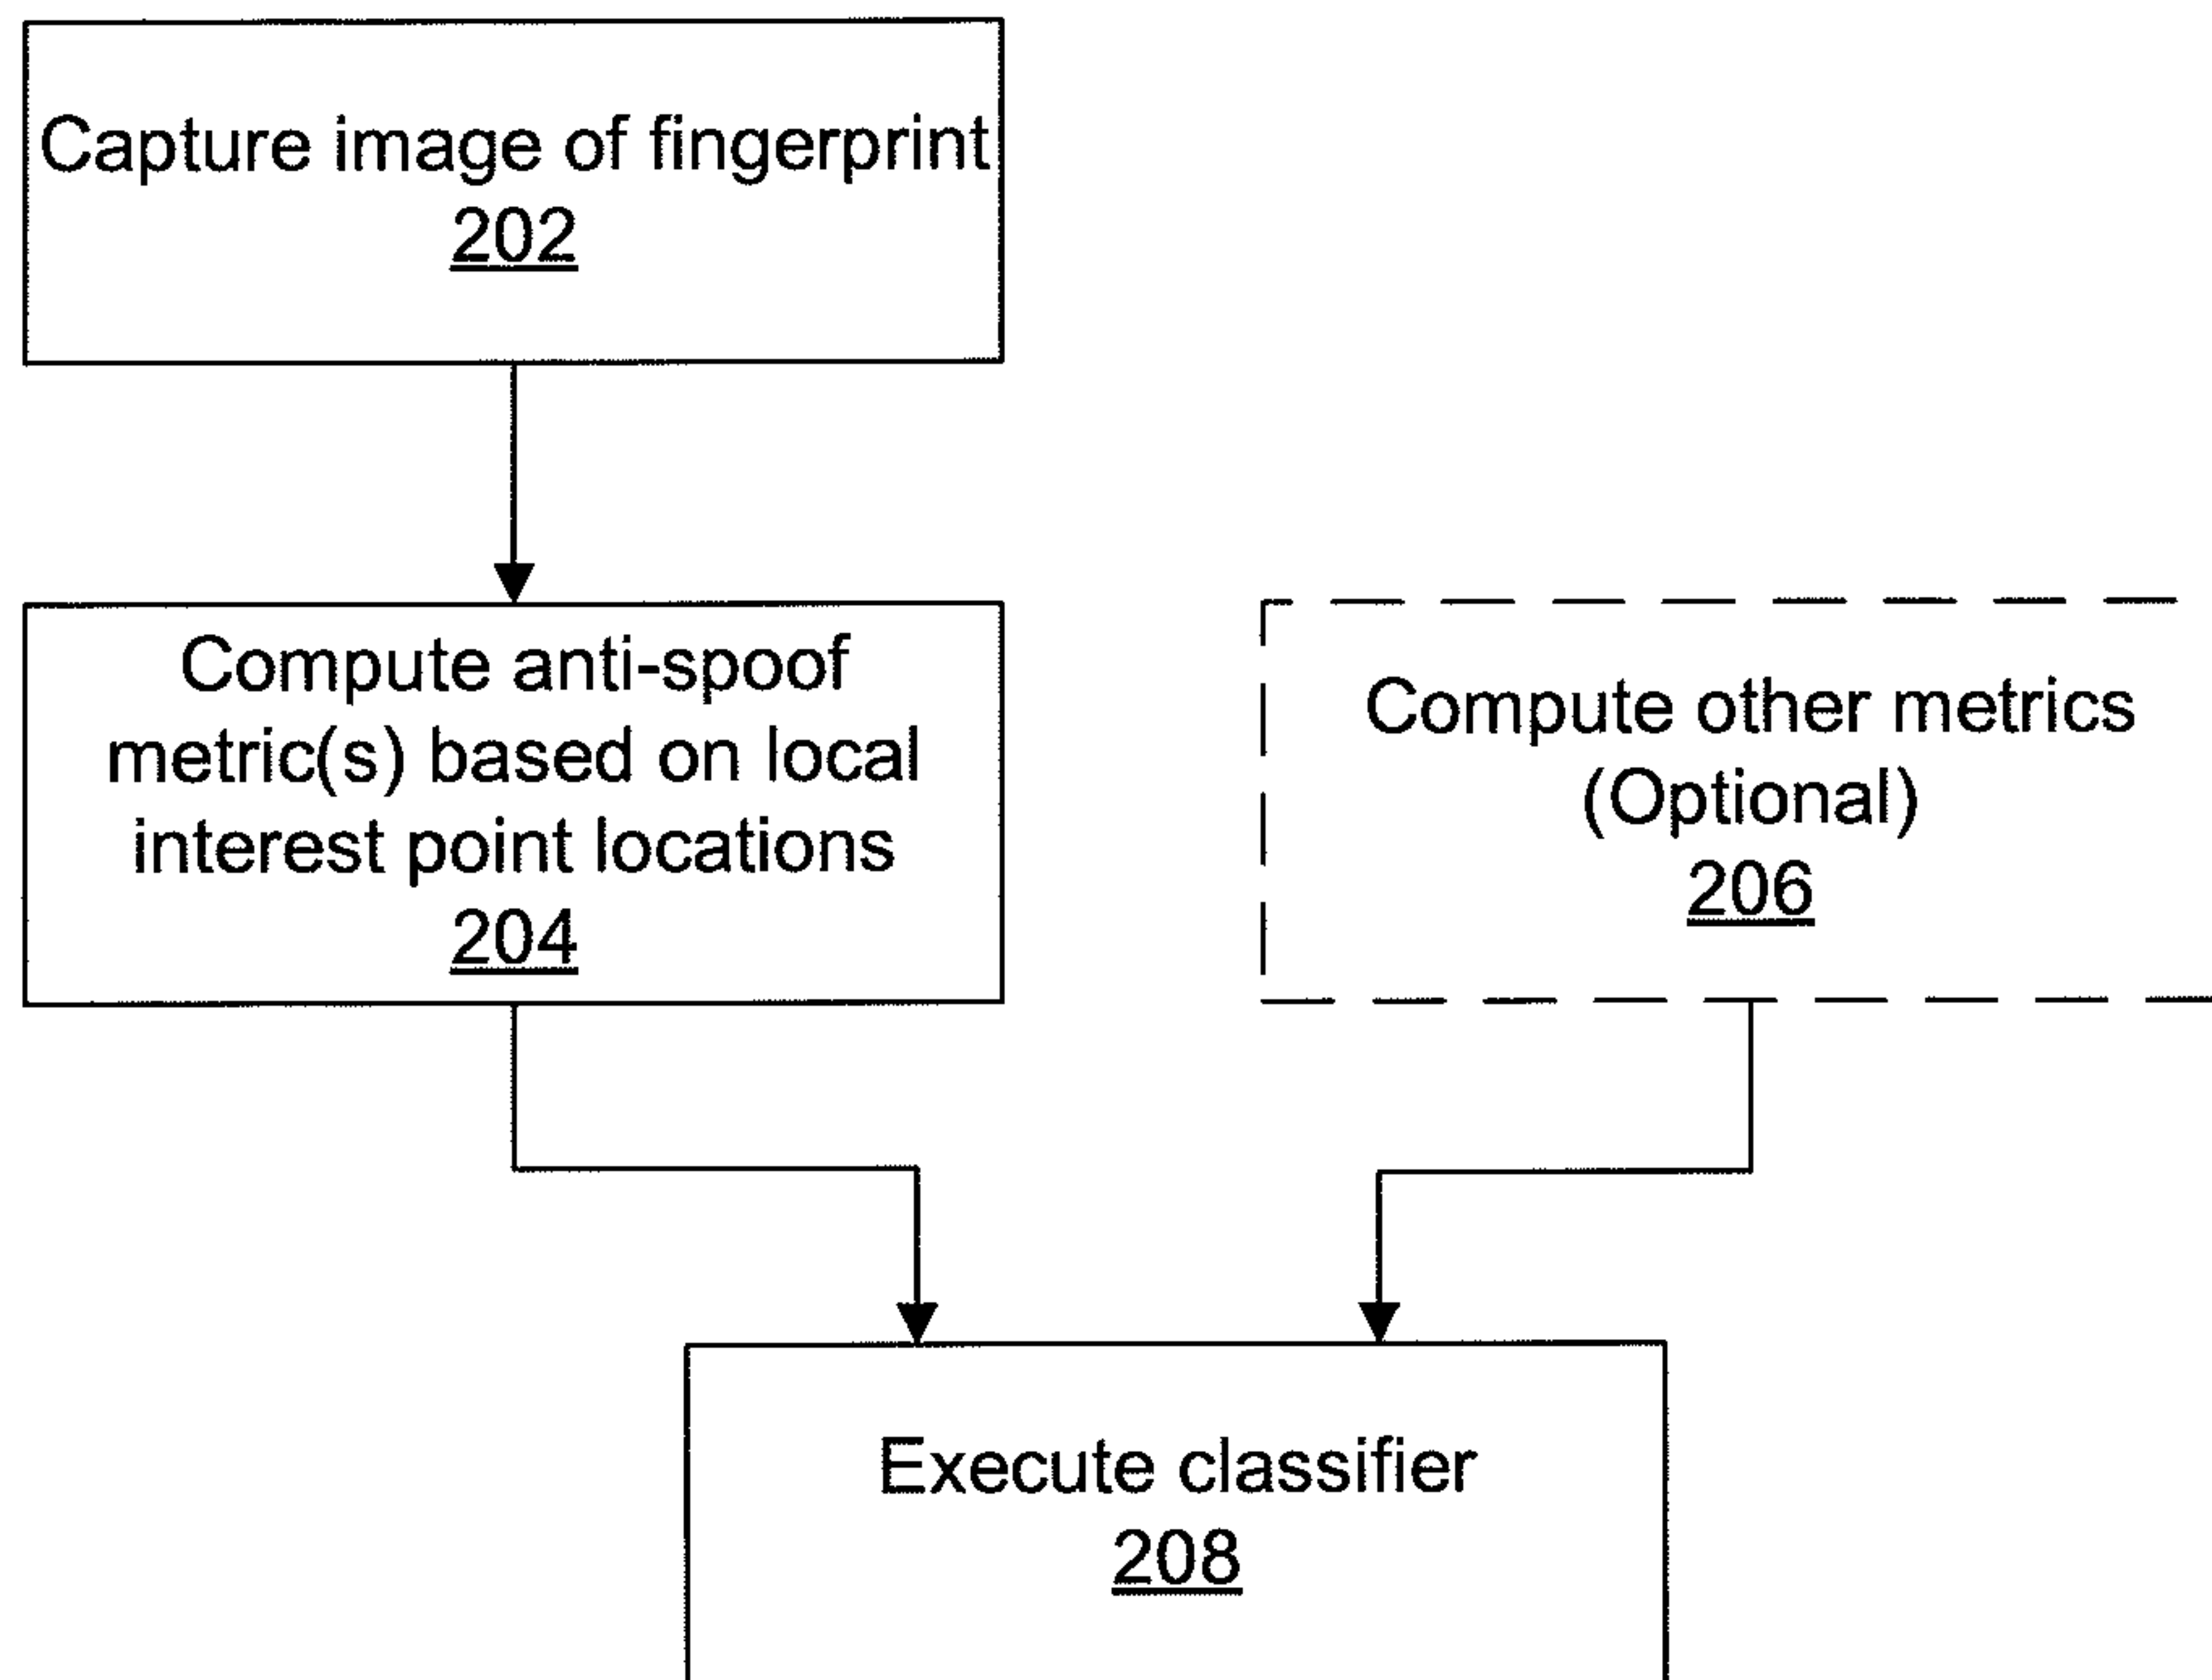 Capture image of fingerprint
202
Compute anti-spoof
metric(s) based on local
interest point locations
204
Compute other metrics
(Optional)
206
Execute classifier
208